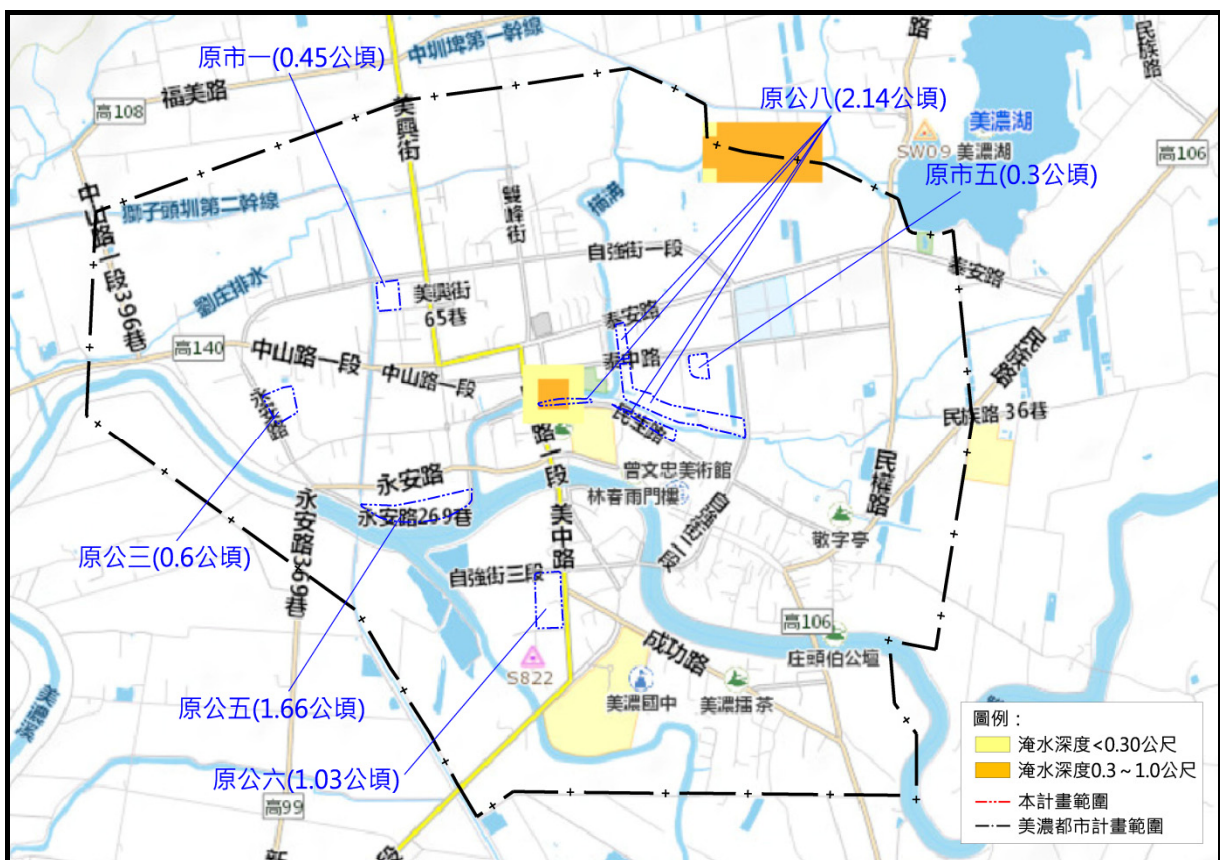 中圳埤第一幹線
路
民族路
原市一(0.45公頃)
福美路
高108
美興街
原公八(2.14公頃)
美濃湖
SW09 美濃湖
高106
原市五(0.3公頃)
中山路一段396巷
獅子頭圳第二幹線
雙峰街
橫溝
自強街一段
泰安路
劉庄排水
美興街
65巷
泰安路
高140
中山路一段
中山路一段
泰中路
民族路
永安路
民族路 36巷
民生路
路一段
永安路
曾文忠美術館
林春雨門樓
民權路
永安路269巷
美中路
自強街二段
敬字亭
原公三(0.6公頃)
永安路369巷
自強街三段
高106
成功路
庄頭伯公壇
S822
美濃國中
美濃擂茶
美濃溪
原公五(1.66公頃)
原公六(1.03公頃)
高99
新
段
圖例：
淹水深度<0.30公尺
淹水深度0.3～1.0公尺
本計畫範圍
美濃都市計畫範圍